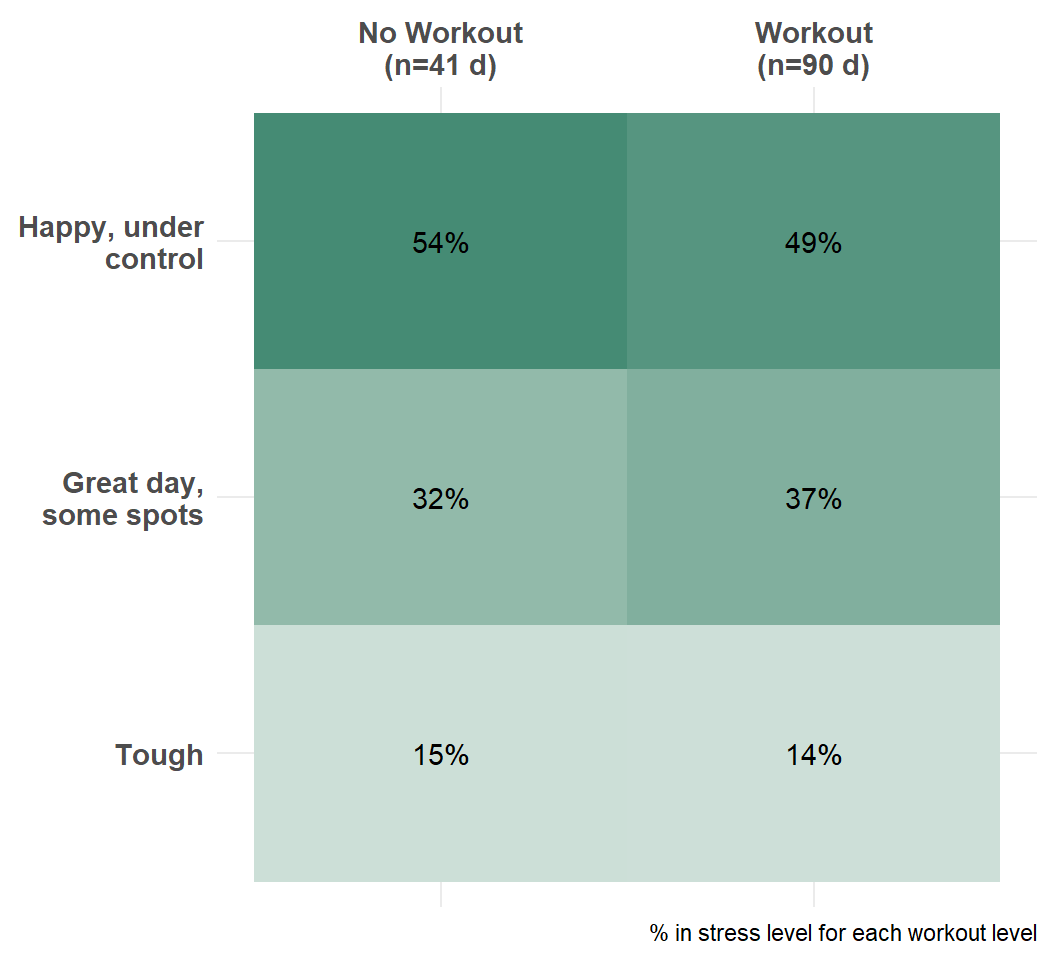 No Workout
(n=41 d)
Workout
(n=90 d)
Happy, under
control
54%
49%
Great day,
some spots
32%
37%
Tough
15%
14%
% in stress level for each workout level